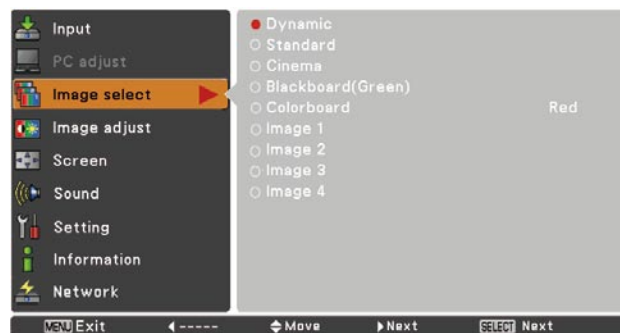 Input
PC adjust
Image select
Image adjust
Screen
Sound
Setting
Information
Network
Dynamic
Standard
Cinema
Blackboard(Green)
Colorboard Red
Image 1
Image 2
Image 3
Image 4
MENU Exit ◀----- Move Next SELECT Next